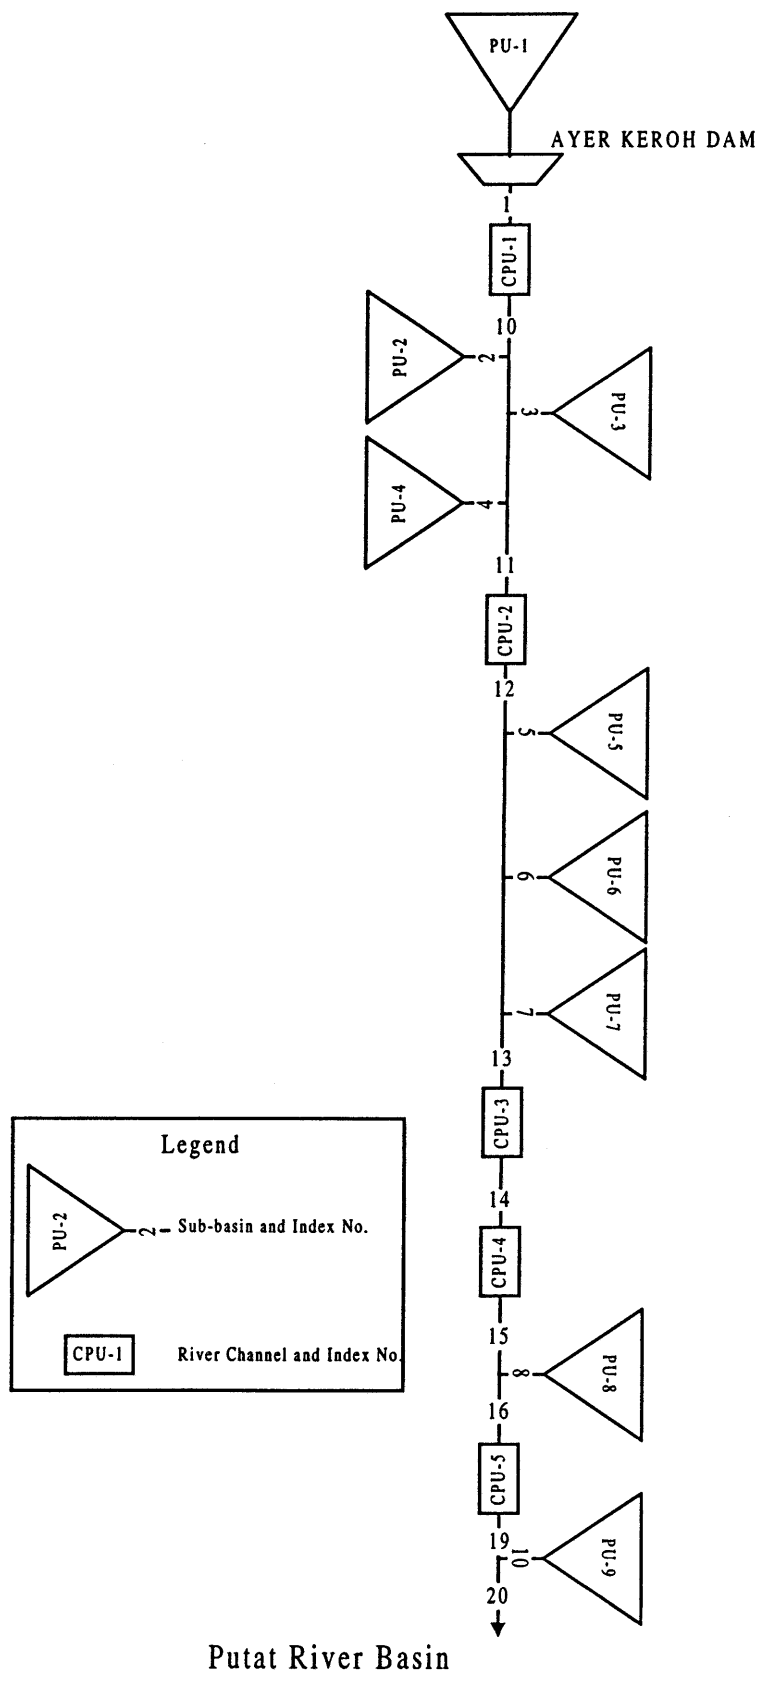 PU-1
AYER KEROH DAM
1
CPU-1
10
PU-2
2
3
PU-3
PU-4
4
11
CPU-2
12
5
PU-5
6
PU-6
7
PU-7
13
CPU-3
14
CPU-4
15
8
PU-8
16
CPU-5
19
10
PU-9
20
Legend
PU-2
2
Sub-basin and Index No.
CPU-1
River Channel and Index No.
Putat River Basin